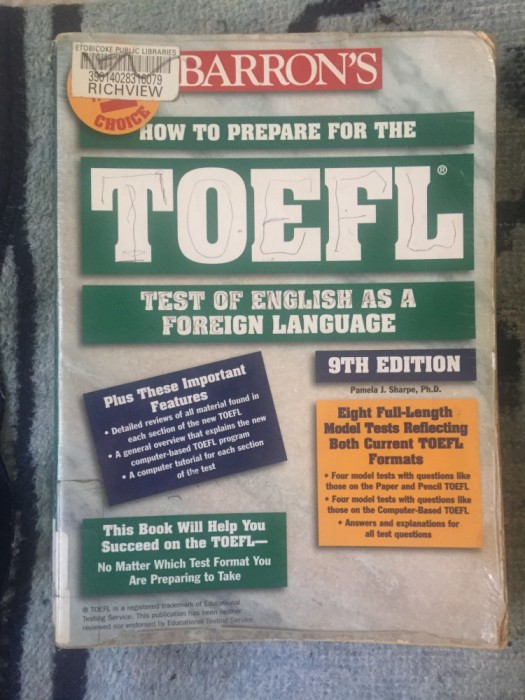 ETOBICOKE PUBLIC LIBRARIES
RICHVIEW
CHOICE
BARRON'S
HOW TO PREPARE FOR THE
TOEFL®
TEST OF ENGLISH AS A
FOREIGN LANGUAGE
9TH EDITION
Pamela J. Sharpe, Ph.D.
Plus These Important
Features
• Detailed reviews of all material found in
each section of the new TOEFL
• A general overview that explains the new
computer-based TOEFL program
• A computer tutorial for each section
of the test
Eight Full-Length
Model Tests Reflecting
Both Current TOEFL
Formats
• Four model tests with questions like
those on the Paper and Pencil TOEFL
• Four model tests with questions like
those on the Computer-Based TOEFL
• Answers and explanations for
all test questions
This Book Will Help You
Succeed on the TOEFL—
No Matter Which Test Format You
Are Preparing to Take
® TOEFL is a registered trademark of Educational
Testing Service. This publication has been neither
reviewed nor endorsed by Educational Testing Service.